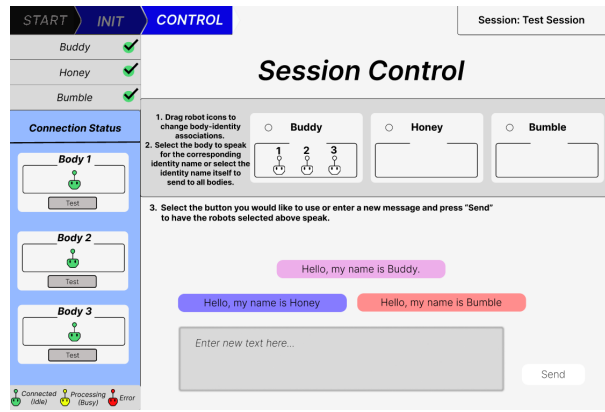 START
INIT
CONTROL
Session: Test Session
Buddy
Honey
Bumble
Connection Status
Body 1
Test
Body 2
Test
Body 3
Test
Connected
(Idle)
Processing
(Busy)
Error
Session Control
1. Drag robot icons to
change body-identity
associations.
2. Select the body to speak
for the corresponding
identity name or select the
identity name itself to
send to all bodies.
Buddy
1 2 3
Honey
Bumble
3. Select the button you would like to use or enter a new message and press "Send"
to have the robots selected above speak.
Hello, my name is Buddy.
Hello, my name is Honey
Hello, my name is Bumble
Enter new text here...
Send